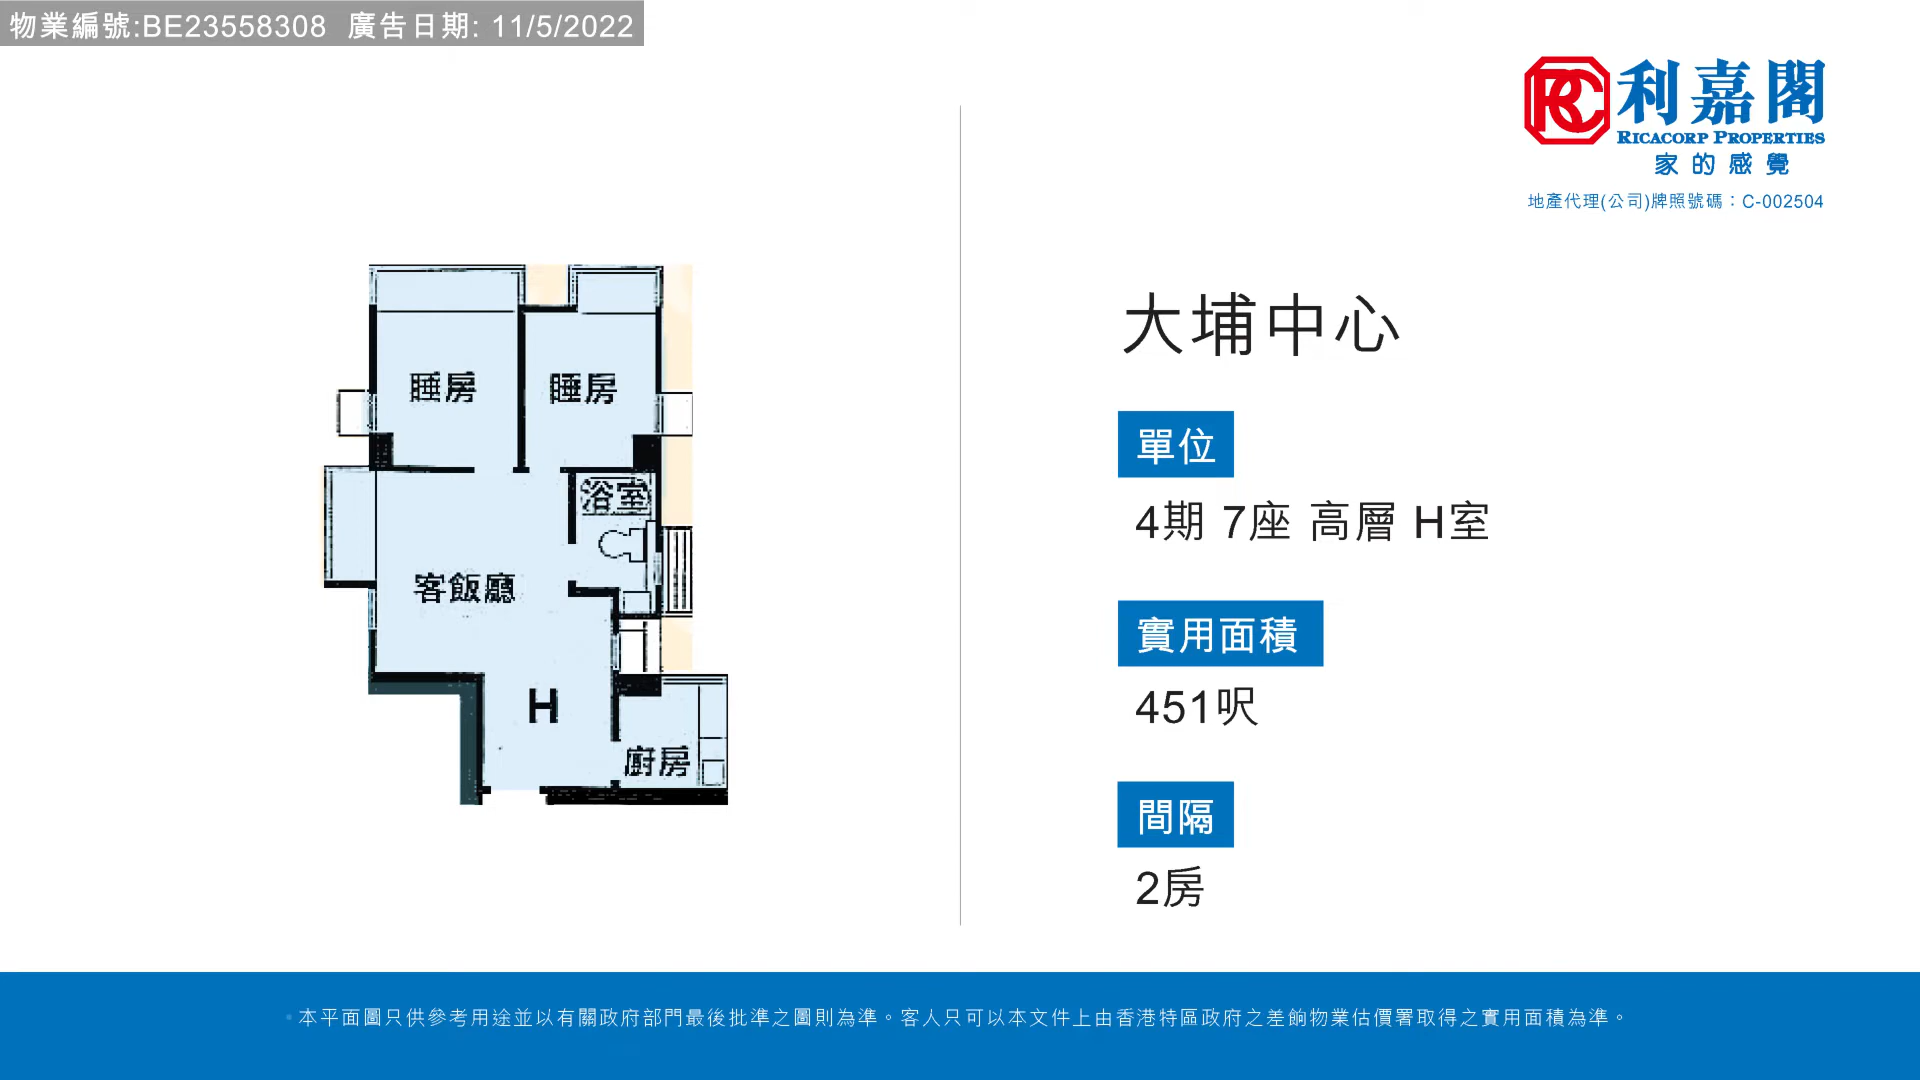 物業編號:BE23558308 廣告日期: 11/5/2022
RC 利嘉閣
RICACORP PROPERTIES
家的感覺
地產代理(公司)牌照號碼：C-002504
睡房 睡房
浴室
客飯廳
H
廚房
大埔中心
單位
4期 7座 高層 H室
實用面積
451呎
間隔
2房
本平面圖只供參考用途並以有關政府部門最後批準之圖則為準。客人只可以本文件上由香港特區政府之差餉物業估價署取得之實用面積為準。